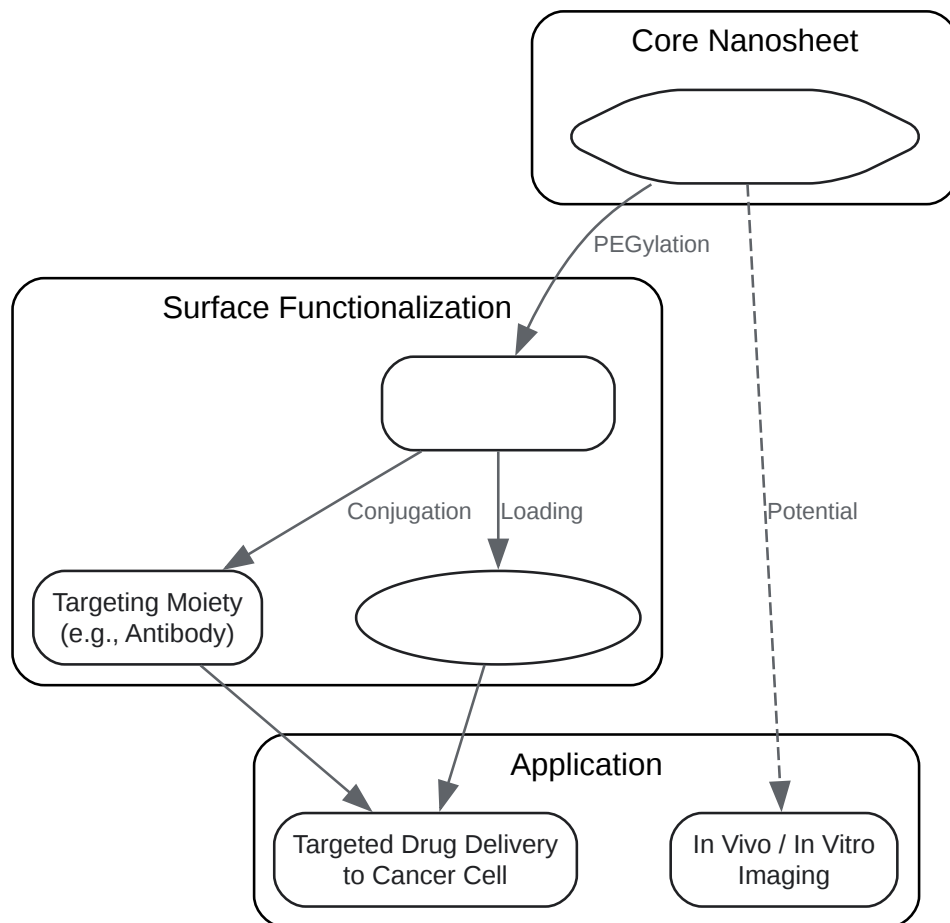 Core Nanosheet
PEGylation
Surface Functionalization
Conjugation
Loading
Potential
Targeting Moiety
(e.g., Antibody)
Application
Targeted Drug Delivery
to Cancer Cell
In Vivo / In Vitro
Imaging